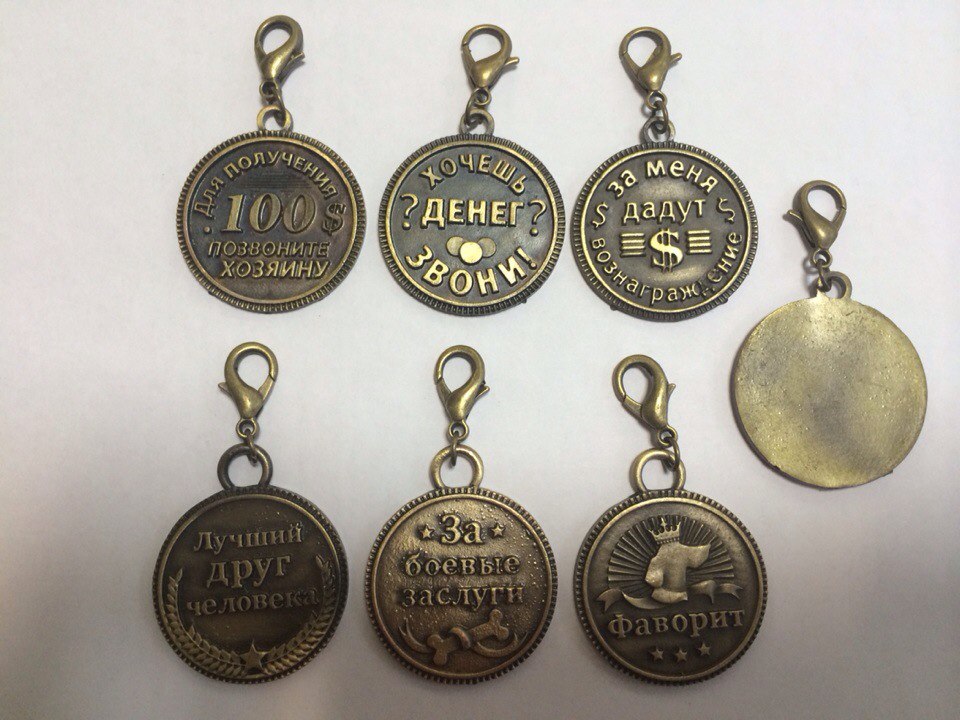 Для получения
100$
позвоните
хозяину
ХОЧЕШЬ
?ДЕНЕГ?
ЗВОНИ!
за меня
$ дадут $
$
вознаграждение
Лучший
друг
человека
За
боевые
заслуги
Фаворит